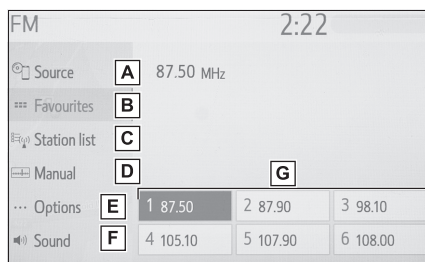 FM 2:22
Source A 87.50 MHz
Favourites B
Station list C
Manual D G
Options E 1 87.50 2 87.90 3 98.10
Sound F 4 105.10 5 107.90 6 108.00